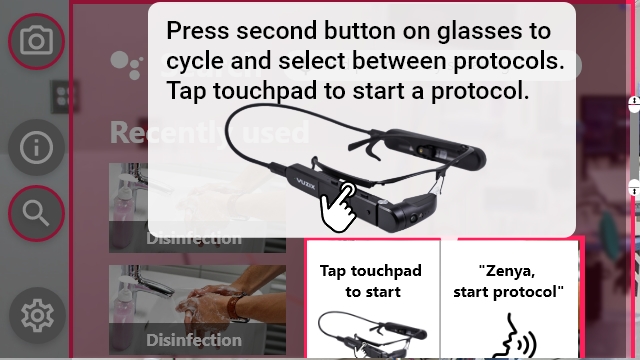 Press second button on glasses to
cycle and select between protocols.
Tap touchpad to start a protocol.
Search
Recently used
VUZIX
Disinfection
Disinfection
Tap touchpad
to start
"Zenya,
start protocol"